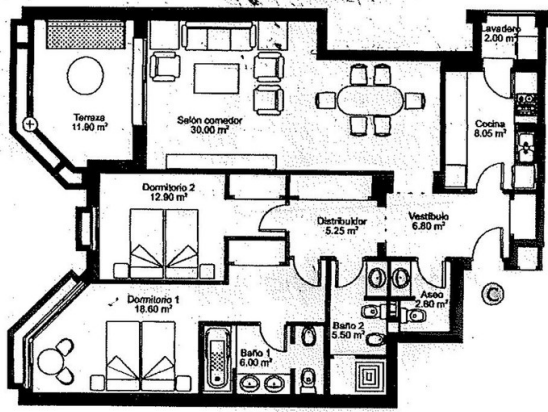 Lavadero
2.00 m²
Terraza
11.90 m²
Salón comedor
30.00 m²
Cocina
8.05 m²
Dormitorio 2
12.90 m²
Distribuidor
5.25 m²
Vestíbulo
6.80 m²
Dormitorio 1
18.60 m²
Aseo
2.80 m²
Baño 1
6.00 m²
Baño 2
5.50 m²
C